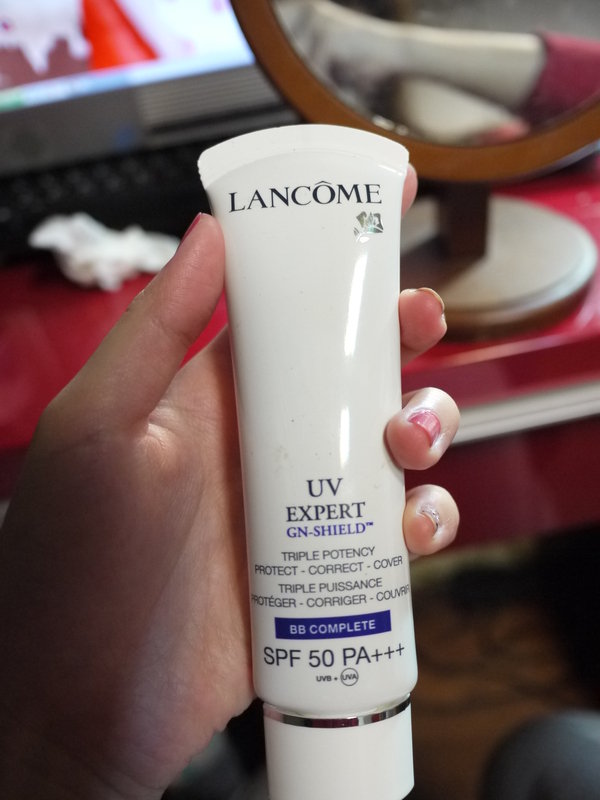 LANCÔME
UV
EXPERT
GN-SHIELD™
TRIPLE POTENCY
PROTECT - CORRECT - COVER
TRIPLE PUISSANCE
PROTÉGER - CORRIGER - COUVRIR
BB COMPLETE
SPF 50 PA+++
UVB + UVA